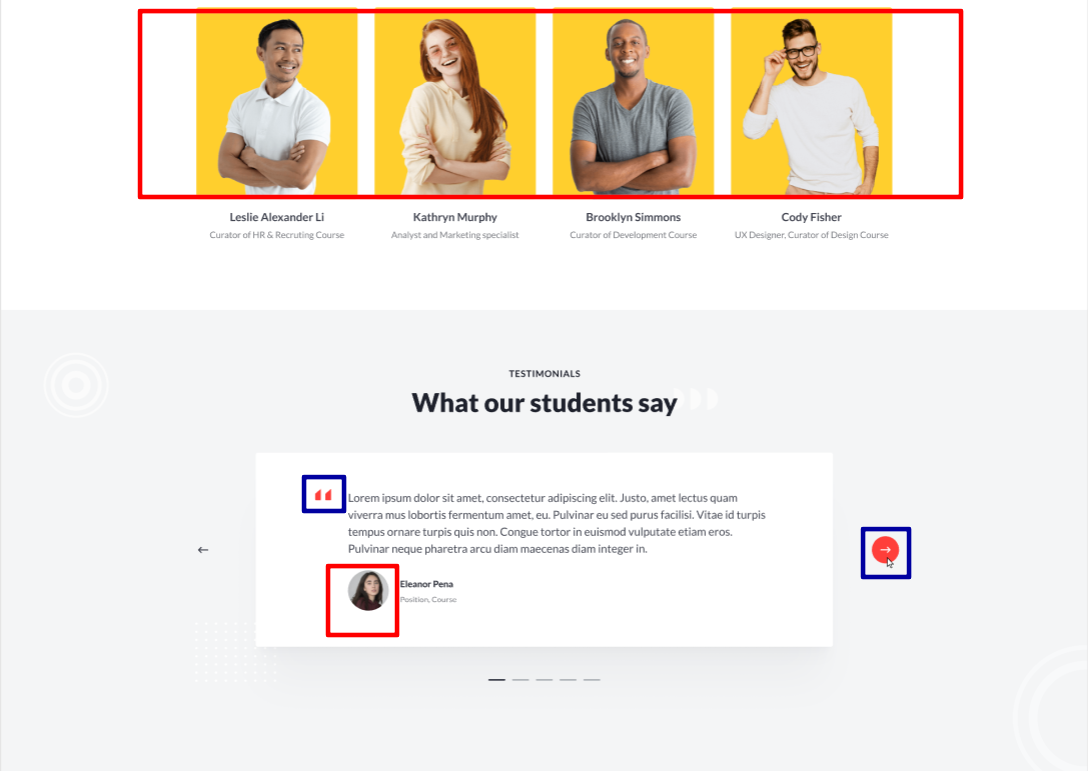 Leslie Alexander Li
Curator of HR & Recruting Course
Kathryn Murphy
Analyst and Marketing specialist
Brooklyn Simmons
Curator of Development Course
Cody Fisher
UX Designer, Curator of Design Course
TESTIMONIALS
What our students say
Lorem ipsum dolor sit amet, consectetur adipiscing elit. Justo, amet lectus quam
viverra mus lobortis fermentum amet, eu. Pulvinar eu sed purus facilisi. Vitae id turpis
tempus ornare turpis quis non. Congue tortor in euismod vulputate etiam eros.
Pulvinar neque pharetra arcu diam maecenas diam integer in.
Eleanor Pena
Position, Course